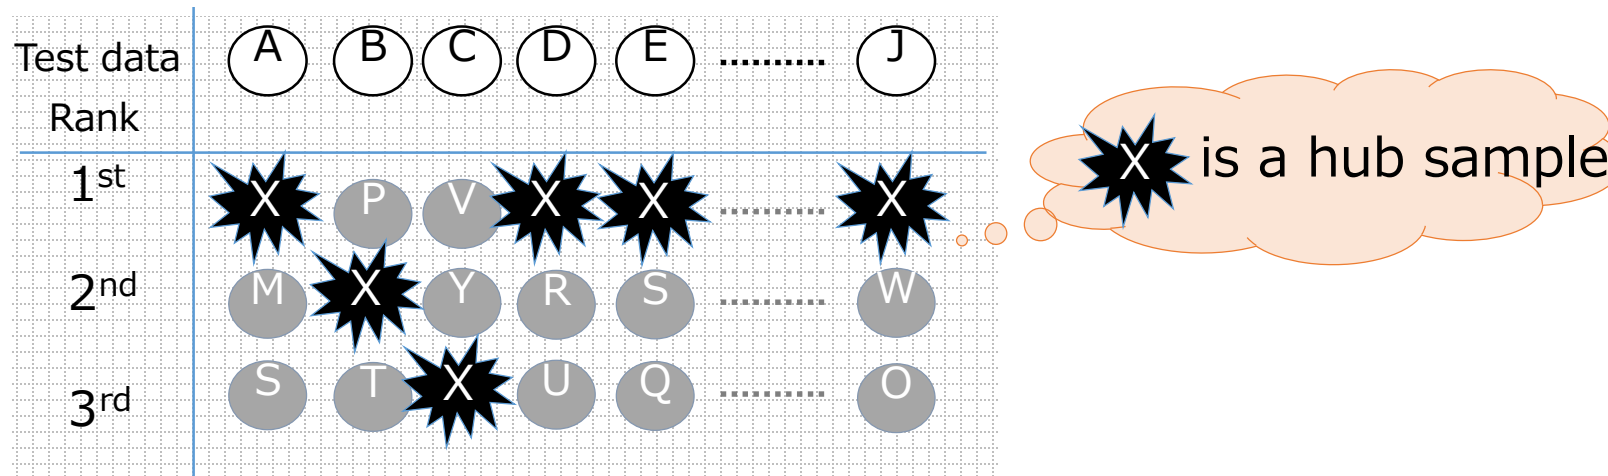 Test data A B C D E ......... J
Rank
1st X P V X X ......... X
2nd M X Y R S ......... W
3rd S T X U Q ......... O
X is a hub sample